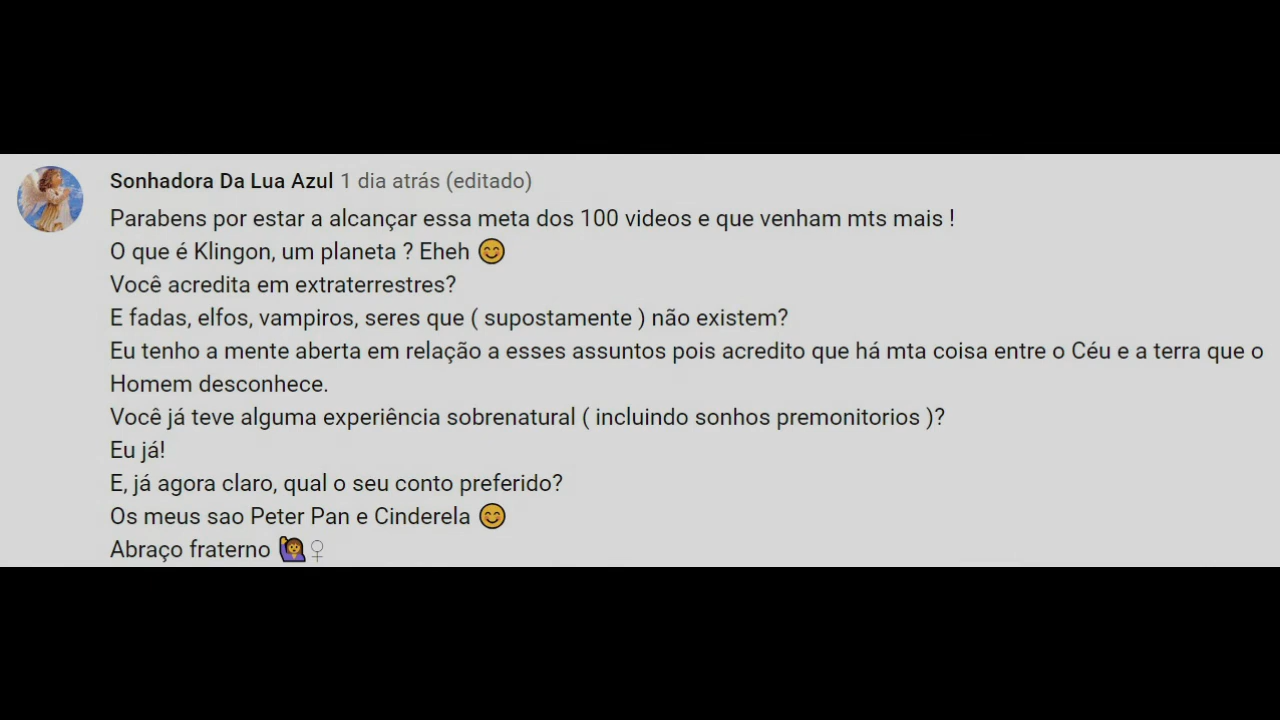 Sonhadora Da Lua Azul 1 dia atrás (editado)
Parabens por estar a alcançar essa meta dos 100 videos e que venham mts mais !
O que é Klingon, um planeta ? Eheh 😊
Você acredita em extraterrestres?
E fadas, elfos, vampiros, seres que ( supostamente ) não existem?
Eu tenho a mente aberta em relação a esses assuntos pois acredito que há mta coisa entre o Céu e a terra que o
Homem desconhece.
Você já teve alguma experiência sobrenatural ( incluindo sonhos premonitorios )?
Eu já!
E, já agora claro, qual o seu conto preferido?
Os meus sao Peter Pan e Cinderela 😊
Abraço fraterno 🙋♀